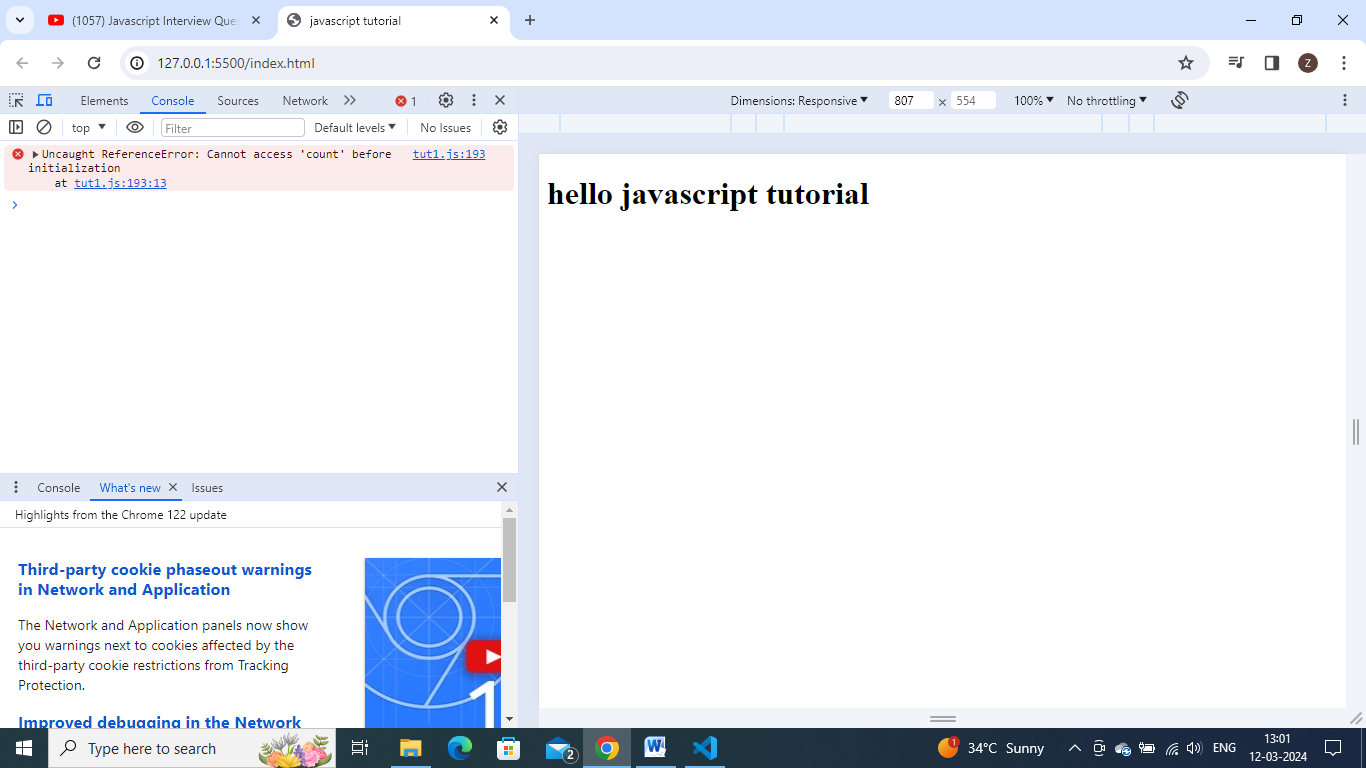 (1057) Javascript Interview Que
javascript tutorial
127.0.0.1:5500/index.html
Z
Elements Console Sources Network 1
Dimensions: Responsive 807 × 554 100% No throttling
top Filter Default levels No Issues
Uncaught ReferenceError: Cannot access 'count' before tut1.js:193
initialization
at tut1.js:193:13
hello javascript tutorial
Console What's new Issues
Highlights from the Chrome 122 update
Third-party cookie phaseout warnings
in Network and Application
The Network and Application panels now show
you warnings next to cookies affected by the
third-party cookie restrictions from Tracking
Protection.
Improved debugging in the Network
Type here to search
2
1
34°C Sunny
ENG
13:01
12-03-2024